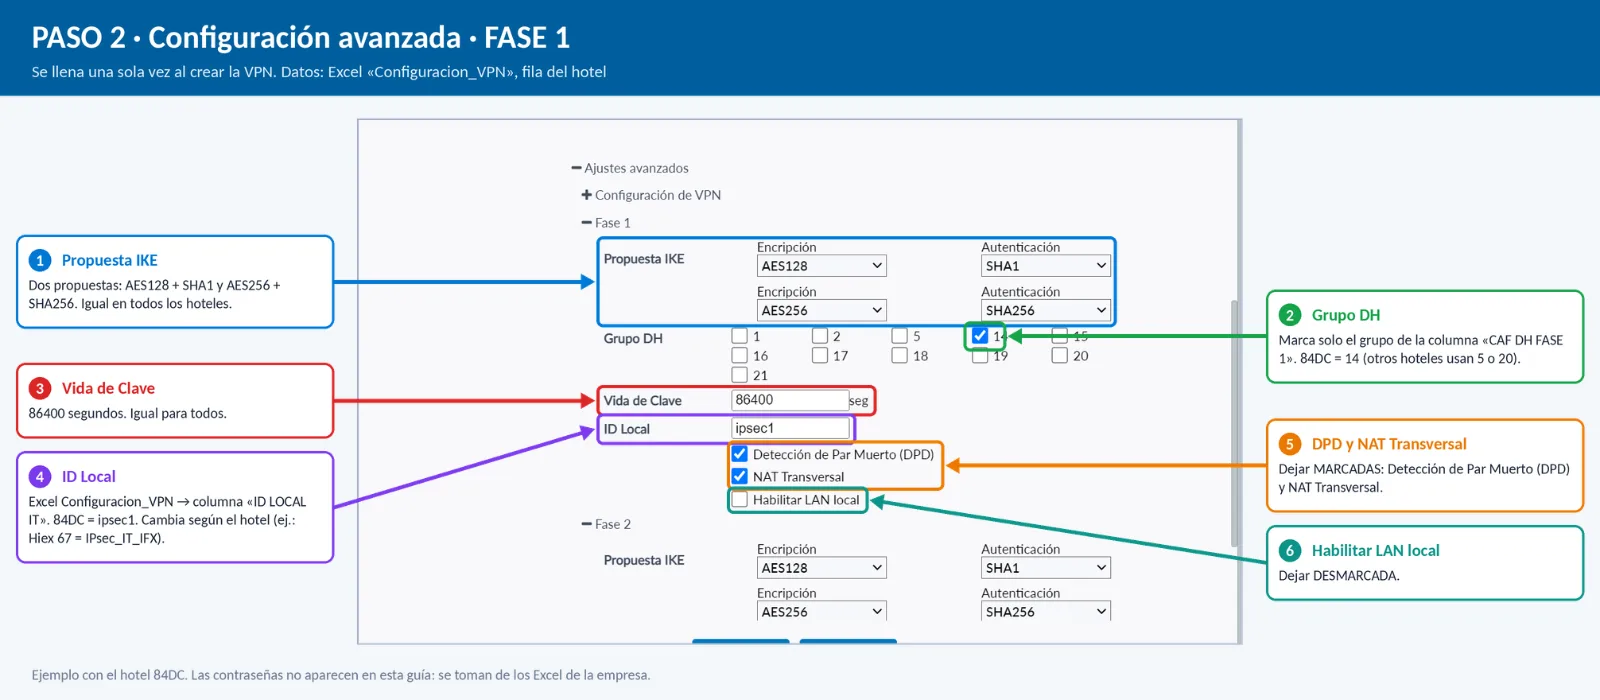 PASO 2 · Configuración avanzada · FASE 1
Se llena una sola vez al crear la VPN. Datos: Excel «Configuracion_VPN», fila del hotel
1 Propuesta IKE
Dos propuestas: AES128 + SHA1 y AES256 +
SHA256. Igual en todos los hoteles.
3 Vida de Clave
86400 segundos. Igual para todos.
4 ID Local
Excel Configuracion_VPN → columna «ID LOCAL
IT». 84DC = ipsec1. Cambia según el hotel (ej.:
Hiex 67 = IPsec_IT_IFX).
Ajustes avanzados
Configuración de VPN
Fase 1
Propuesta IKE
Encripción Autenticación
AES128 SHA1
Encripción Autenticación
AES256 SHA256
Grupo DH
1 2 5 14 15
16 17 18 19 20
21
Vida de Clave 86400 seg
ID Local ipsec1
Detección de Par Muerto (DPD)
NAT Transversal
Habilitar LAN local
Fase 2
Propuesta IKE
Encripción Autenticación
AES128 SHA1
Encripción Autenticación
AES256 SHA256
2 Grupo DH
Marca solo el grupo de la columna «CAF DH FASE
1». 84DC = 14 (otros hoteles usan 5 o 20).
5 DPD y NAT Transversal
Dejar MARCADAS: Detección de Par Muerto (DPD)
y NAT Transversal.
6 Habilitar LAN local
Dejar DESMARCADA.
Ejemplo con el hotel 84DC. Las contraseñas no aparecen en esta guía: se toman de los Excel de la empresa.